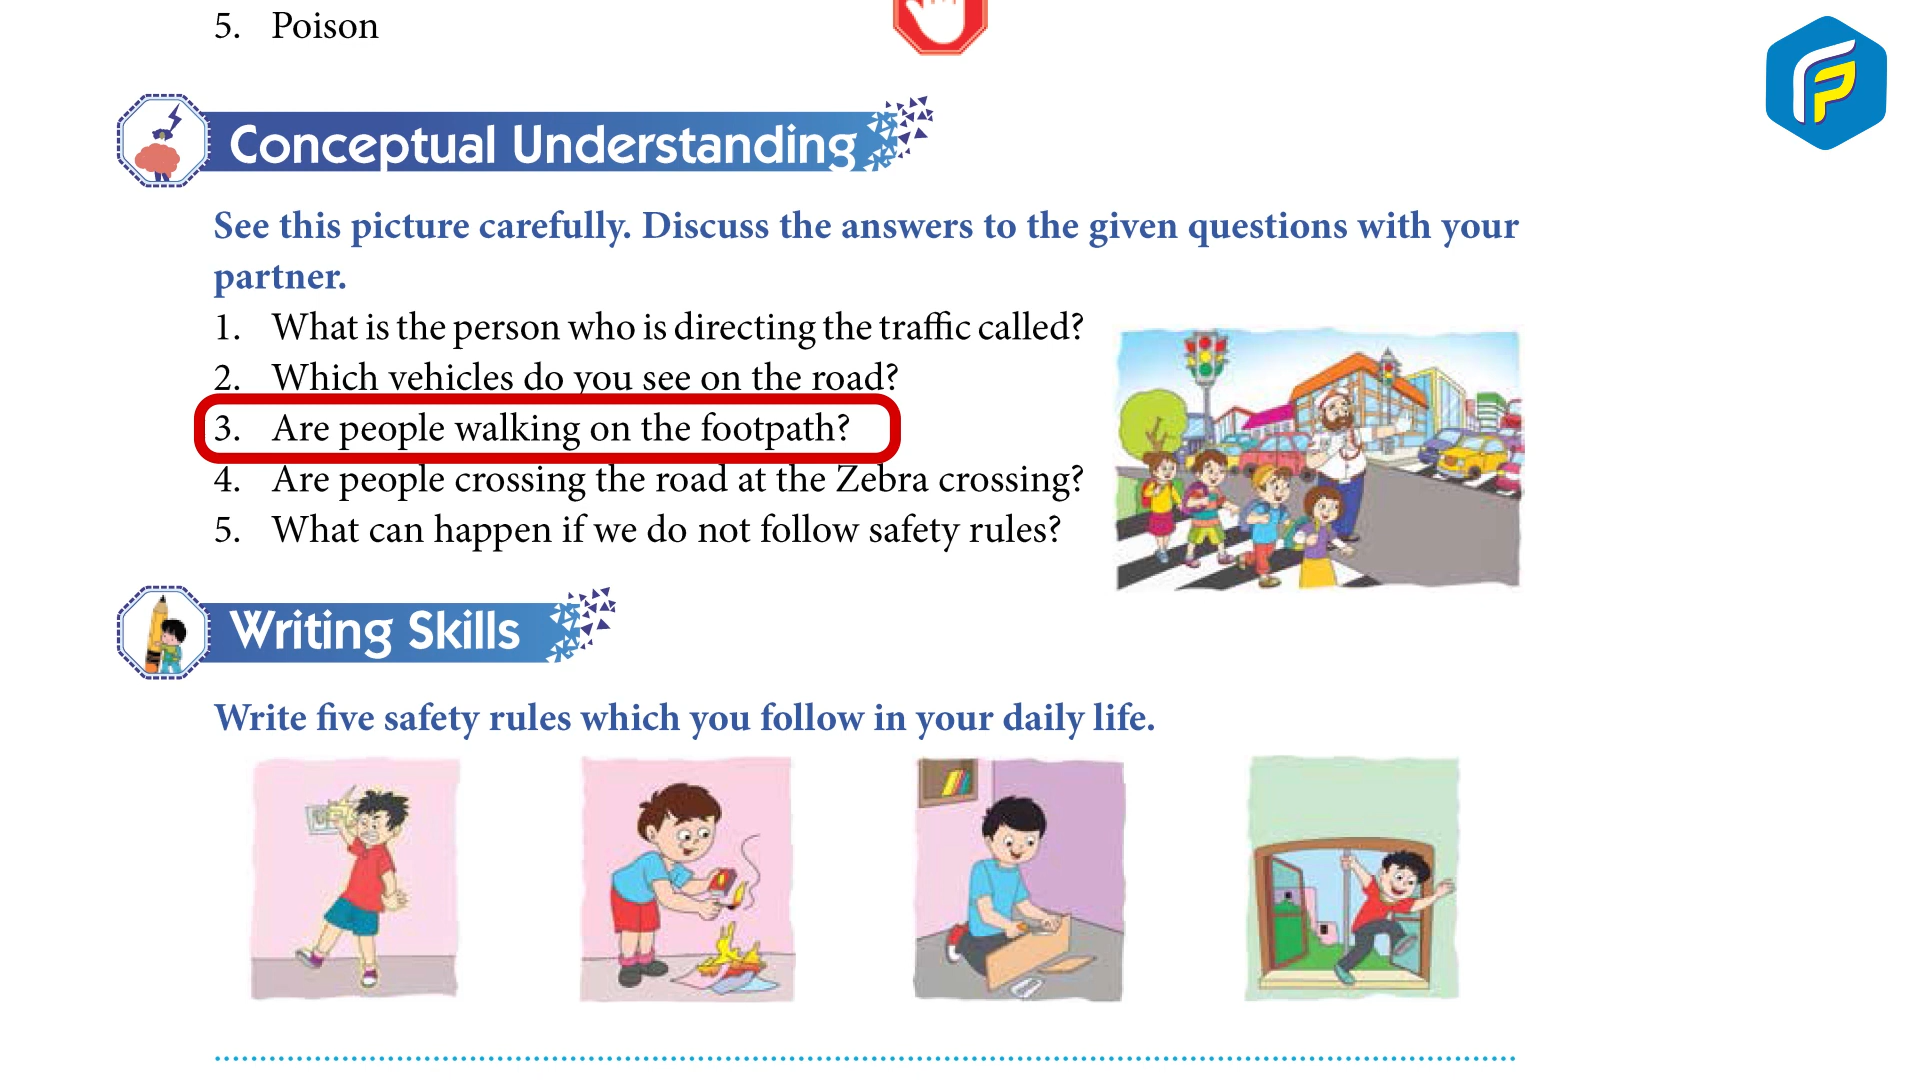 5. Poison
Conceptual Understanding
See this picture carefully. Discuss the answers to the given questions with your
partner.
1. What is the person who is directing the traffic called?
2. Which vehicles do you see on the road?
3. Are people walking on the footpath?
4. Are people crossing the road at the Zebra crossing?
5. What can happen if we do not follow safety rules?
Writing Skills
Write five safety rules which you follow in your daily life.